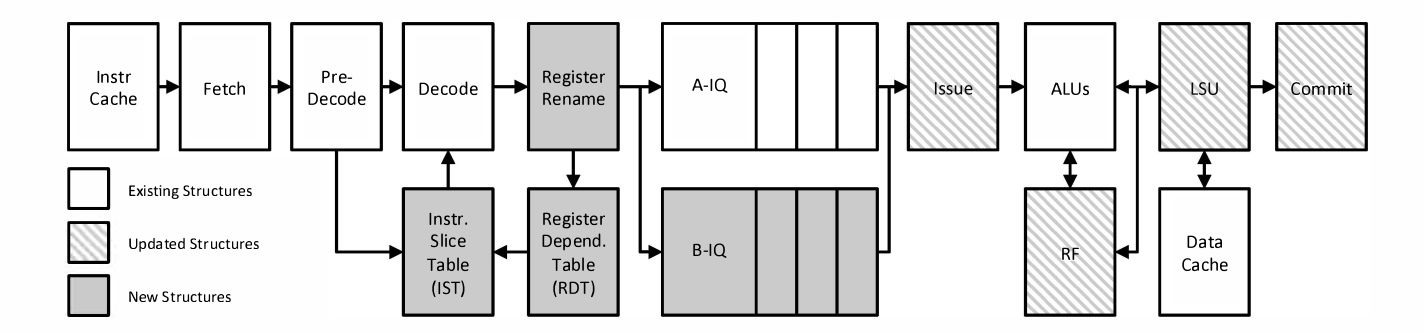 Instr
Cache
Fetch
Pre-
Decode
Decode
Register
Rename
A-IQ
Issue
ALUs
LSU
Commit
Existing Structures
Updated Structures
New Structures
Instr.
Slice
Table
(IST)
Register
Depend.
Table
(RDT)
B-IQ
RF
Data
Cache